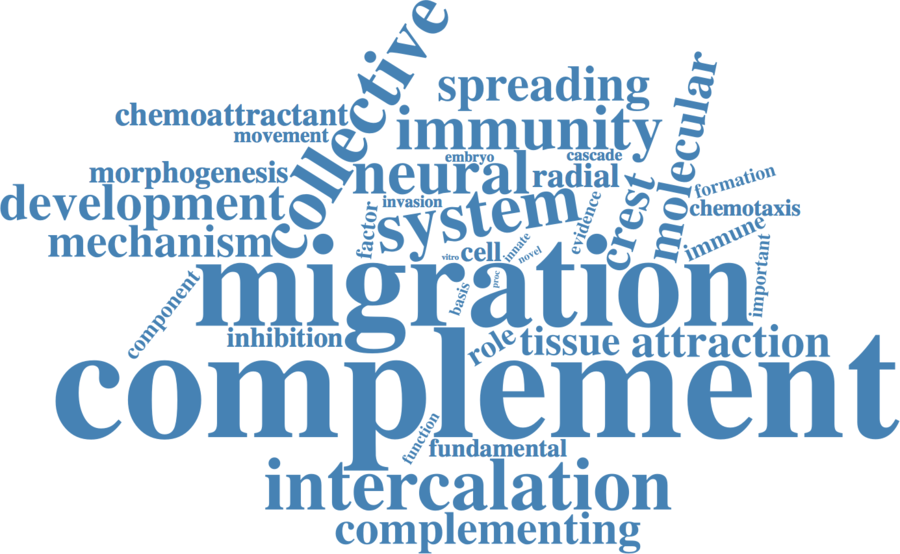 collective
spreading
molecular
chemoattractant
immunity
movement
embryo
cascade
morphogenesis
neural
radial
formation
development
invasion
crest
chemotaxis
system
evidence
factor
immune
mechanism
vitro
cell
innate
novel
important
migration
proc
basis
component
inhibition
role
tissue
attraction
complement
function
fundamental
intercalation
complementing